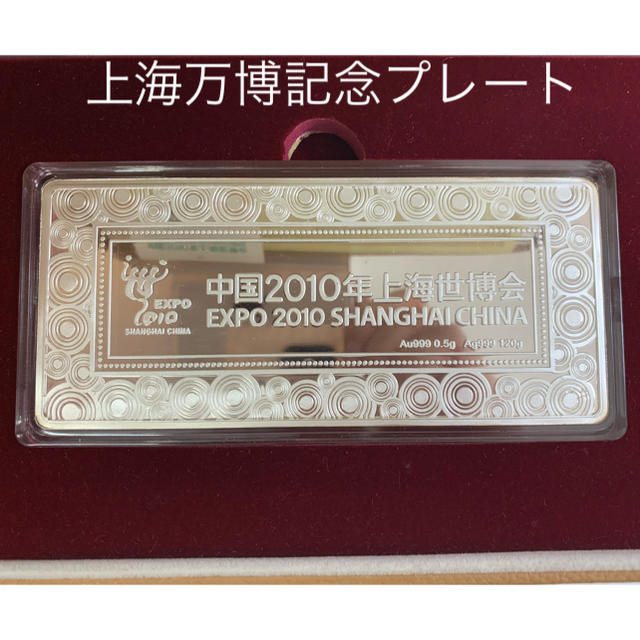 上海万博記念プレート
EXPO
2010
SHANGHAI CHINA
中国2010年上海世博会
EXPO 2010 SHANGHAI CHINA
Au999 0.5g Ag999 120g